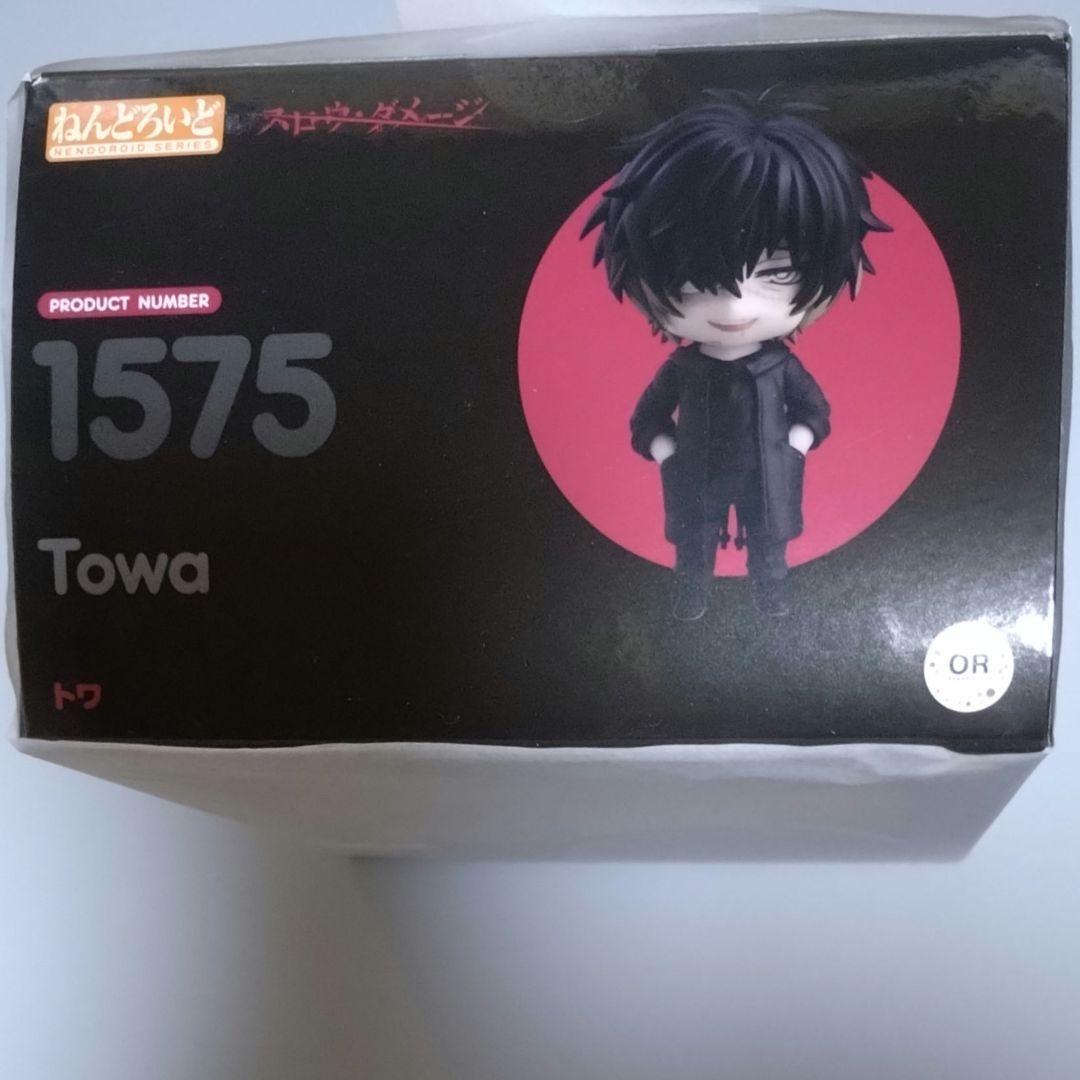 ねんどろいど
NENDOROID SERIES
スロウ・ダメージ
PRODUCT NUMBER
1575
Towa
トワ
OR